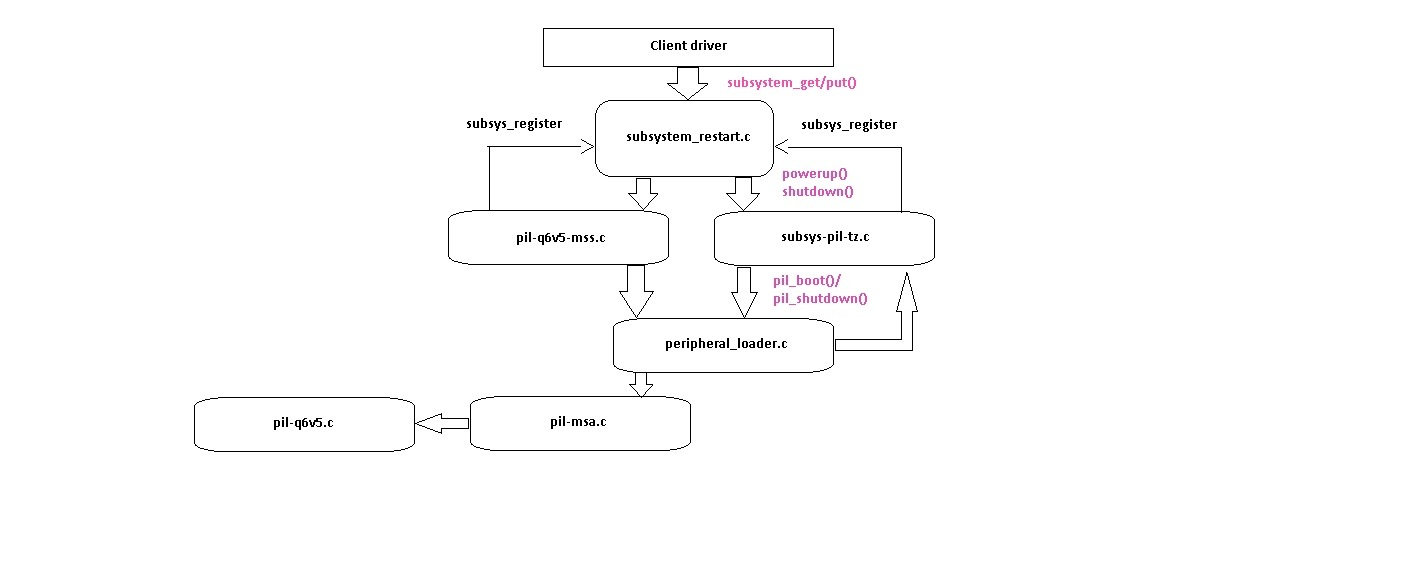 Client driver
subsystem_get/put()
subsys_register
subsystem_restart.c
subsys_register
powerup()
shutdown()
pil-q6v5-mss.c
subsys-pil-tz.c
pil_boot()/
pil_shutdown()
peripheral_loader.c
pil-q6v5.c
pil-msa.c